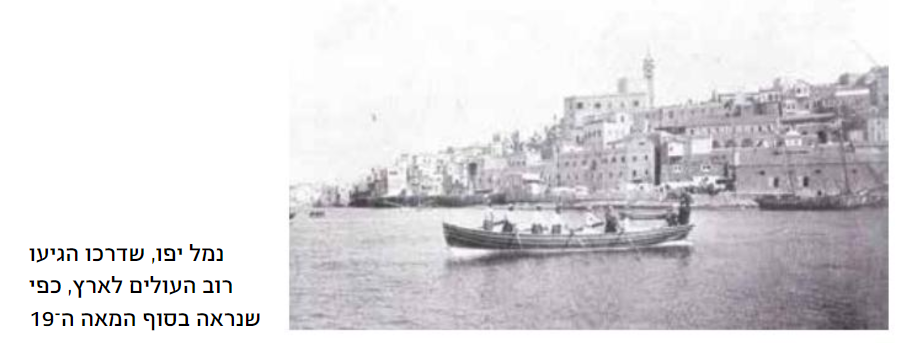 נמל יפו, שדרכו הגיעו
רוב העולים לארץ, כפי
שנראה בסוף המאה ה־19